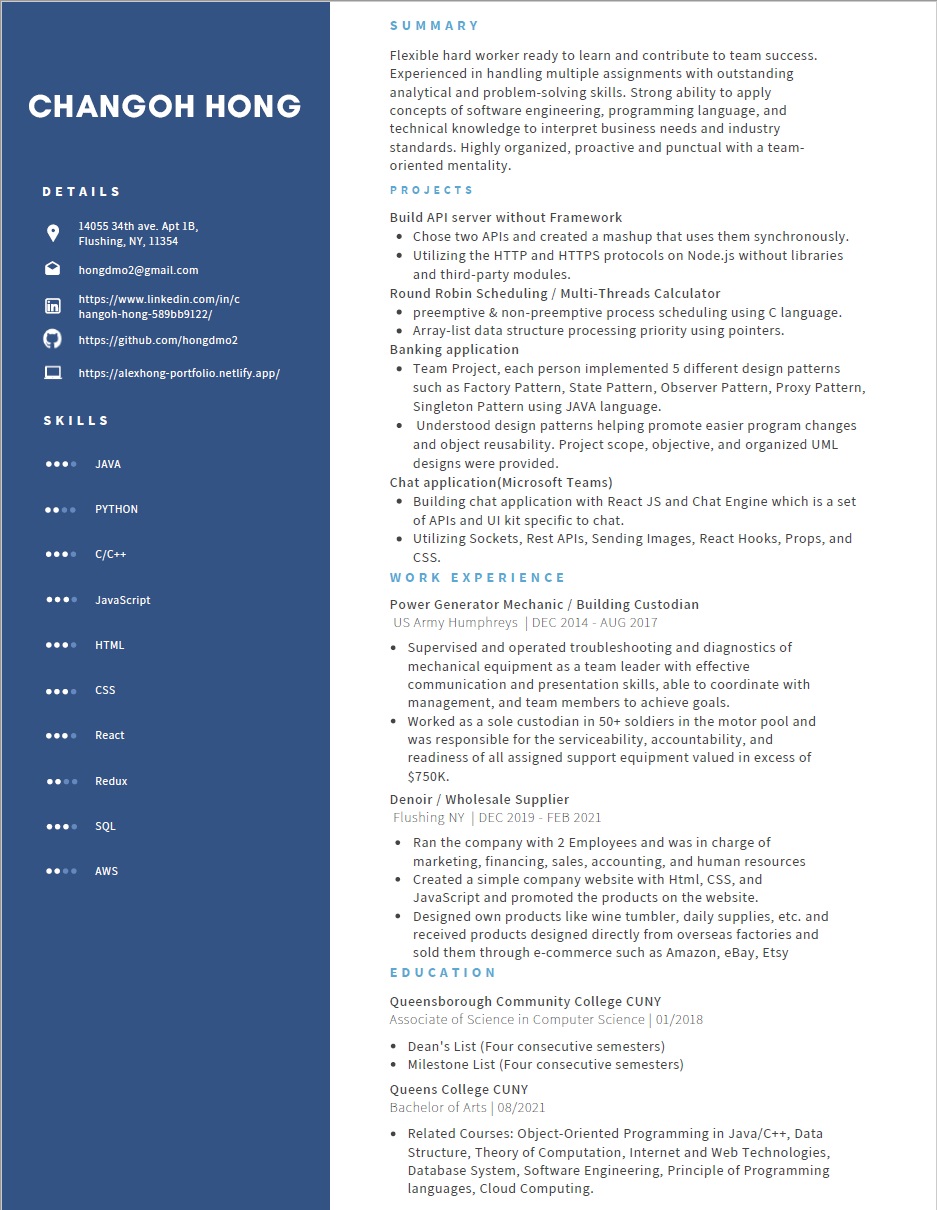 CHANGOH HONG
DETAILS
14055 34th ave. Apt 1B,
Flushing, NY, 11354
hongdmo2@gmail.com
https://www.linkedin.com/in/c
hangoh-hong-589bb9122/
https://github.com/hongdmo2
https://alexhong-portfolio.netlify.app/
SKILLS
JAVA
PYTHON
C/C++
JavaScript
HTML
CSS
React
Redux
SQL
AWS
SUMMARY
Flexible hard worker ready to learn and contribute to team success.
Experienced in handling multiple assignments with outstanding
analytical and problem-solving skills. Strong ability to apply
concepts of software engineering, programming language, and
technical knowledge to interpret business needs and industry
standards. Highly organized, proactive and punctual with a team-
oriented mentality.
PROJECTS
Build API server without Framework
• Chose two APIs and created a mashup that uses them synchronously.
• Utilizing the HTTP and HTTPS protocols on Node.js without libraries
and third-party modules.
Round Robin Scheduling / Multi-Threads Calculator
• preemptive & non-preemptive process scheduling using C language.
• Array-list data structure processing priority using pointers.
Banking application
• Team Project, each person implemented 5 different design patterns
such as Factory Pattern, State Pattern, Observer Pattern, Proxy Pattern,
Singleton Pattern using JAVA language.
• Understood design patterns helping promote easier program changes
and object reusability. Project scope, objective, and organized UML
designs were provided.
Chat application(Microsoft Teams)
• Building chat application with React JS and Chat Engine which is a set
of APIs and UI kit specific to chat.
• Utilizing Sockets, Rest APIs, Sending Images, React Hooks, Props, and
CSS.
WORK EXPERIENCE
Power Generator Mechanic / Building Custodian
US Army Humphreys | DEC 2014 - AUG 2017
• Supervised and operated troubleshooting and diagnostics of
mechanical equipment as a team leader with effective
communication and presentation skills, able to coordinate with
management, and team members to achieve goals.
• Worked as a sole custodian in 50+ soldiers in the motor pool and
was responsible for the serviceability, accountability, and
readiness of all assigned support equipment valued in excess of
$750K.
Denoir / Wholesale Supplier
Flushing NY | DEC 2019 - FEB 2021
• Ran the company with 2 Employees and was in charge of
marketing, financing, sales, accounting, and human resources
• Created a simple company website with Html, CSS, and
JavaScript and promoted the products on the website.
• Designed own products like wine tumbler, daily supplies, etc. and
received products designed directly from overseas factories and
sold them through e-commerce such as Amazon, eBay, Etsy
EDUCATION
Queensborough Community College CUNY
Associate of Science in Computer Science | 01/2018
• Dean's List (Four consecutive semesters)
• Milestone List (Four consecutive semesters)
Queens College CUNY
Bachelor of Arts | 08/2021
• Related Courses: Object-Oriented Programming in Java/C++, Data
Structure, Theory of Computation, Internet and Web Technologies,
Database System, Software Engineering, Principle of Programming
languages, Cloud Computing.